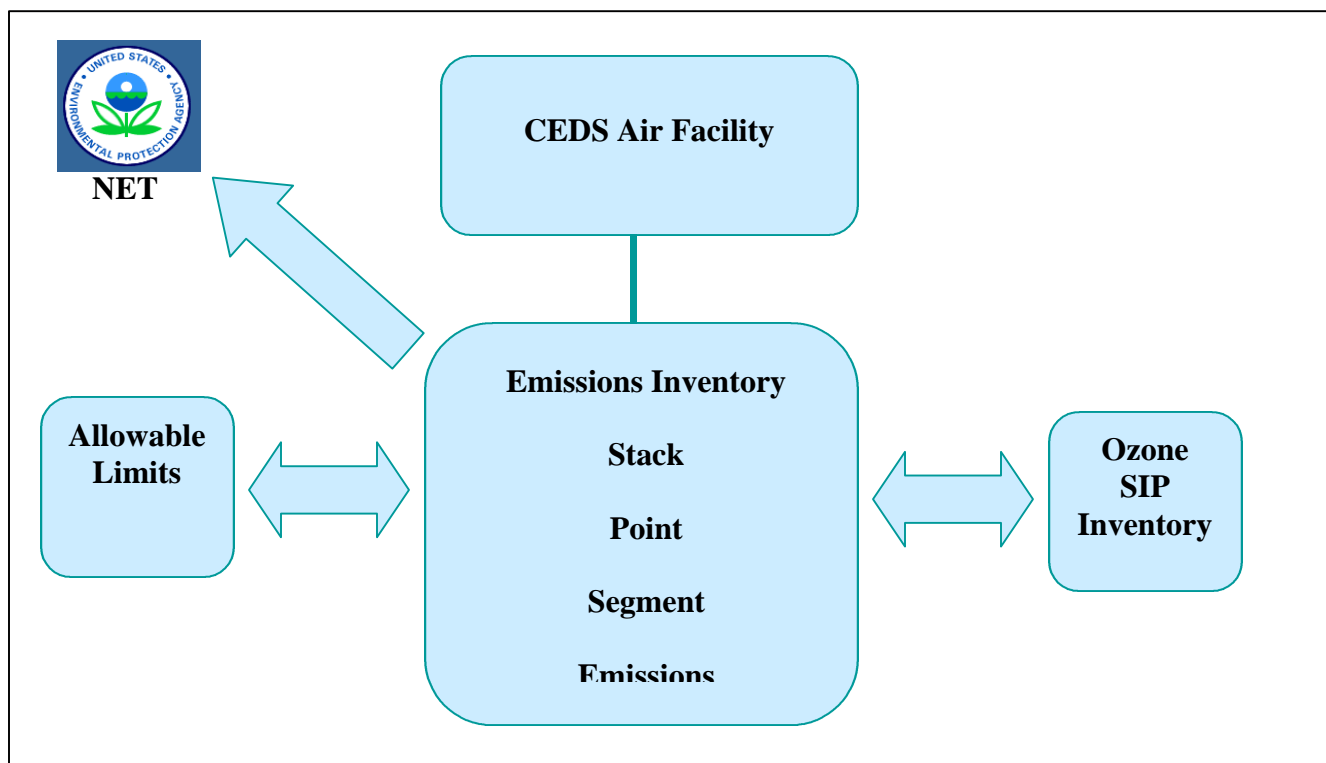 UNITED STATES
ENVIRONMENTAL PROTECTION AGENCY
NET
CEDS Air Facility
Emissions Inventory
Stack
Point
Segment
Emissions
Allowable
Limits
Ozone
SIP
Inventory